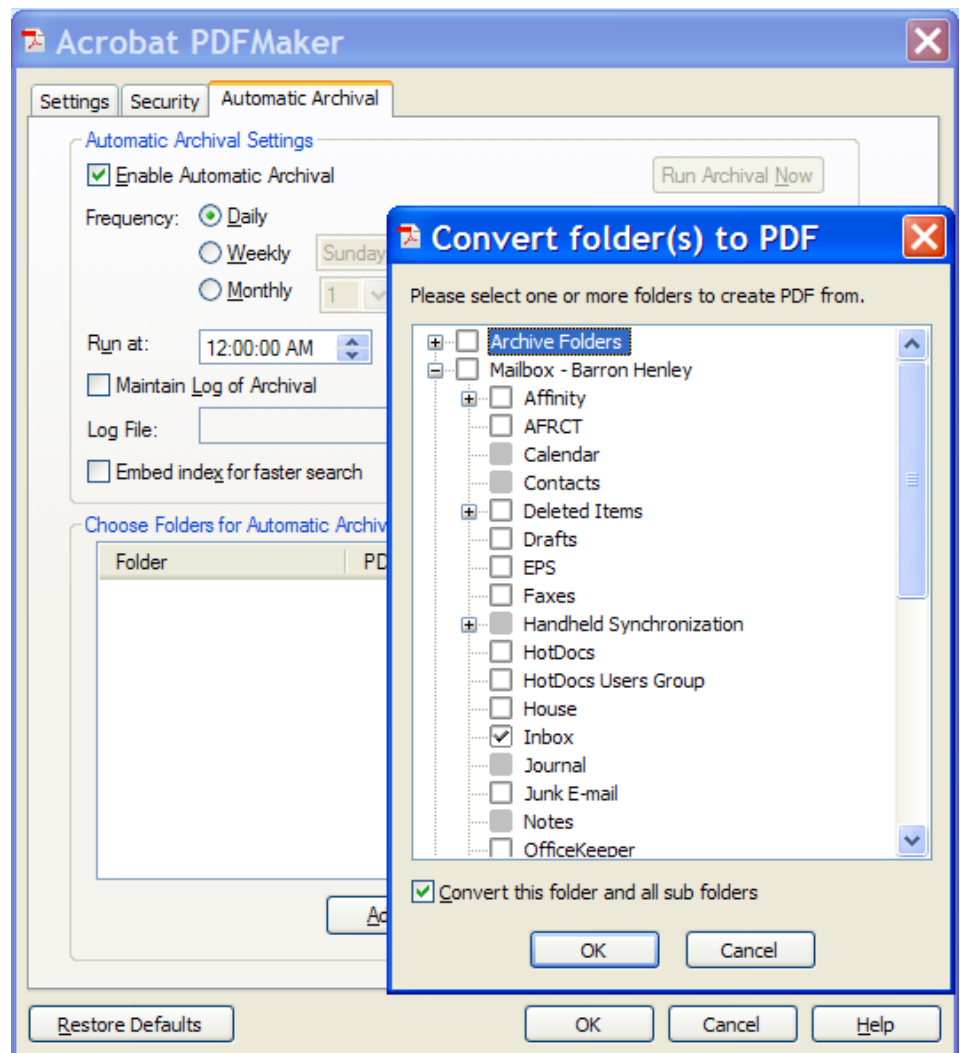 Acrobat PDFMaker
Settings Security Automatic Archival
Automatic Archival Settings
Enable Automatic Archival
Run Archival Now
Frequency: Daily
Weekly Sunday
Monthly 1
Run at: 12:00:00 AM
Maintain Log of Archival
Log File:
Embed index for faster search
Choose Folders for Automatic Archiv
Folder PD
Ad
Convert folder(s) to PDF
Please select one or more folders to create PDF from.
Archive Folders
Mailbox - Barron Henley
Affinity
AFRCT
Calendar
Contacts
Deleted Items
Drafts
EPS
Faxes
Handheld Synchronization
HotDocs
HotDocs Users Group
House
Inbox
Journal
Junk E-mail
Notes
OfficeKeeper
Convert this folder and all sub folders
OK Cancel
Restore Defaults OK Cancel Help